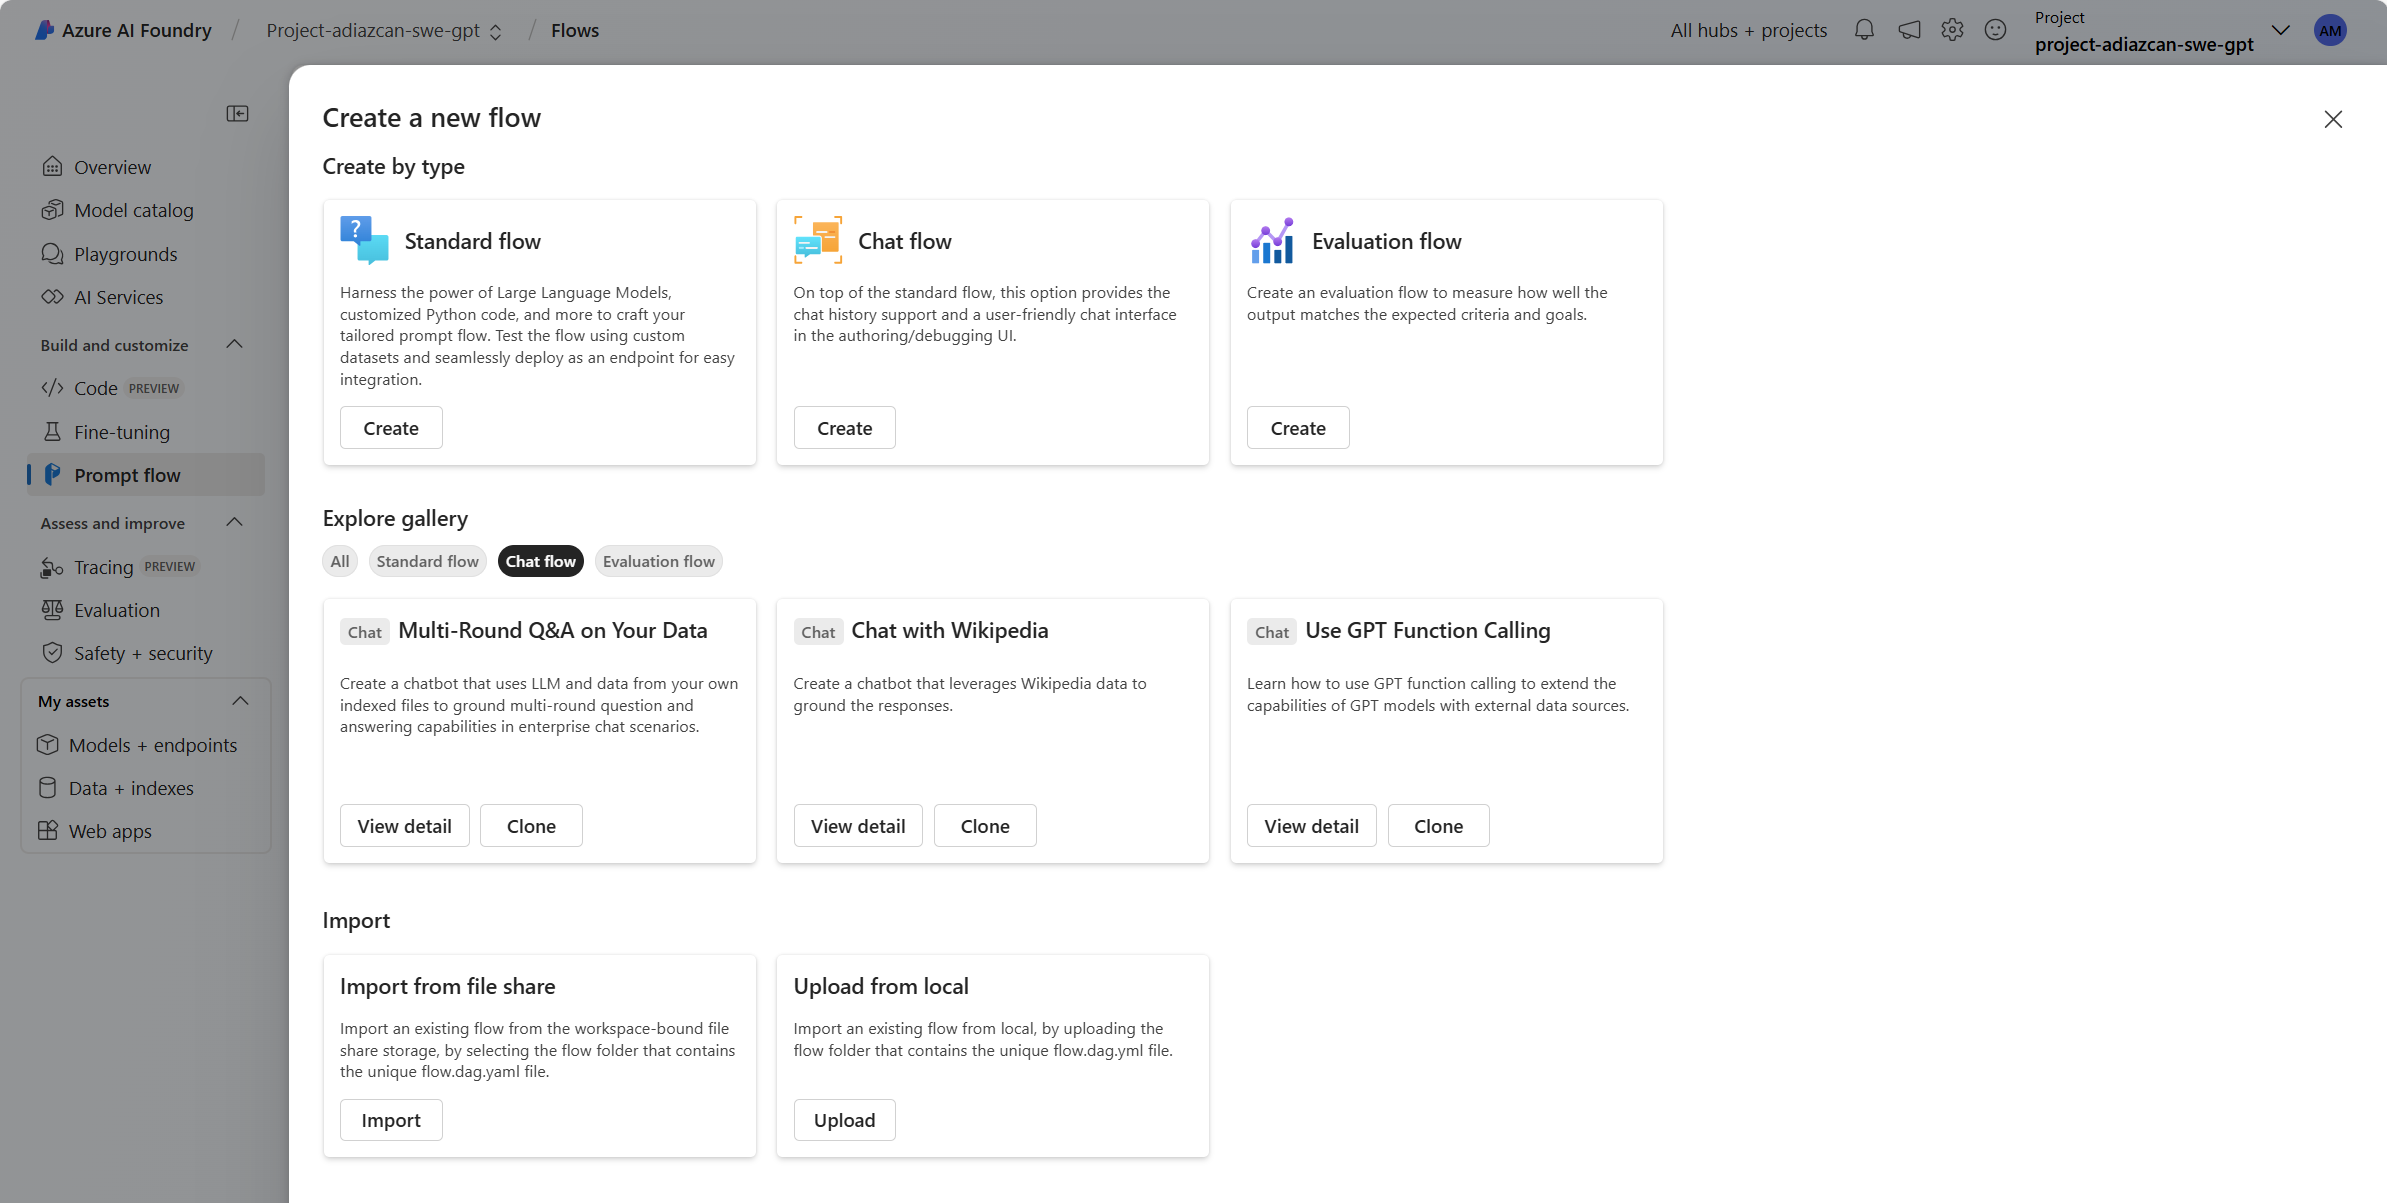 Azure AI Foundry / Project-adiazcan-swe-gpt / Flows
All hubs + projects
Project
project-adiazcan-swe-gpt
AM
Overview
Model catalog
Playgrounds
AI Services
Build and customize
Code PREVIEW
Fine-tuning
Prompt flow
Assess and improve
Tracing PREVIEW
Evaluation
Safety + security
My assets
Models + endpoints
Data + indexes
Web apps
Create a new flow
Create by type
?
Standard flow
Harness the power of Large Language Models,
customized Python code, and more to craft your
tailored prompt flow. Test the flow using custom
datasets and seamlessly deploy as an endpoint for easy
integration.
Create
Chat flow
On top of the standard flow, this option provides the
chat history support and a user-friendly chat interface
in the authoring/debugging UI.
Create
Evaluation flow
Create an evaluation flow to measure how well the
output matches the expected criteria and goals.
Create
Explore gallery
All Standard flow Chat flow Evaluation flow
Chat Multi-Round Q&A on Your Data
Create a chatbot that uses LLM and data from your own
indexed files to ground multi-round question and
answering capabilities in enterprise chat scenarios.
View detail Clone
Chat Chat with Wikipedia
Create a chatbot that leverages Wikipedia data to
ground the responses.
View detail Clone
Chat Use GPT Function Calling
Learn how to use GPT function calling to extend the
capabilities of GPT models with external data sources.
View detail Clone
Import
Import from file share
Import an existing flow from the workspace-bound file
share storage, by selecting the flow folder that contains
the unique flow.dag.yaml file.
Import
Upload from local
Import an existing flow from local, by uploading the
flow folder that contains the unique flow.dag.yml file.
Upload